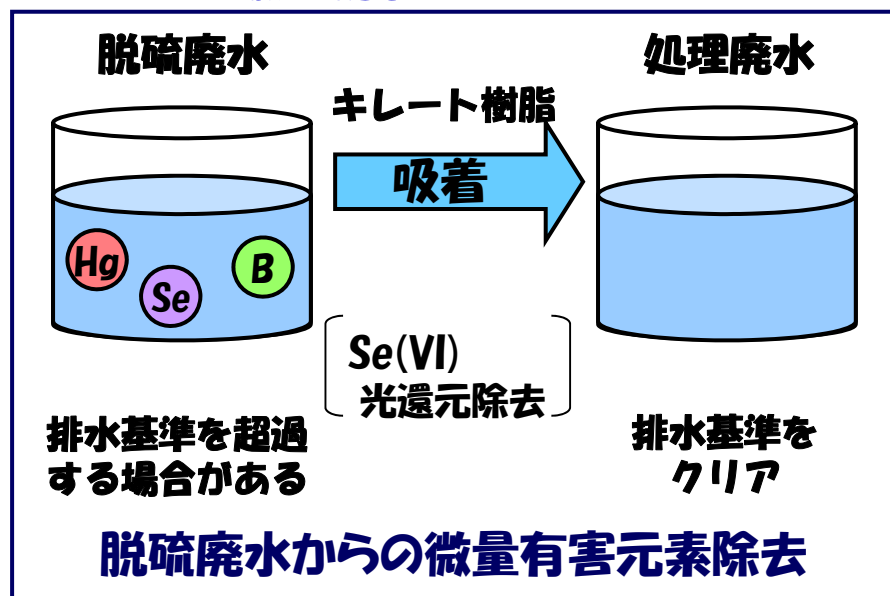 脱硫廃水
処理廃水
キレート樹脂
吸着
Hg
Se
B
Se(VI)
光還元除去
排水基準を超過
する場合がある
排水基準を
クリア
脱硫廃水からの微量有害元素除去